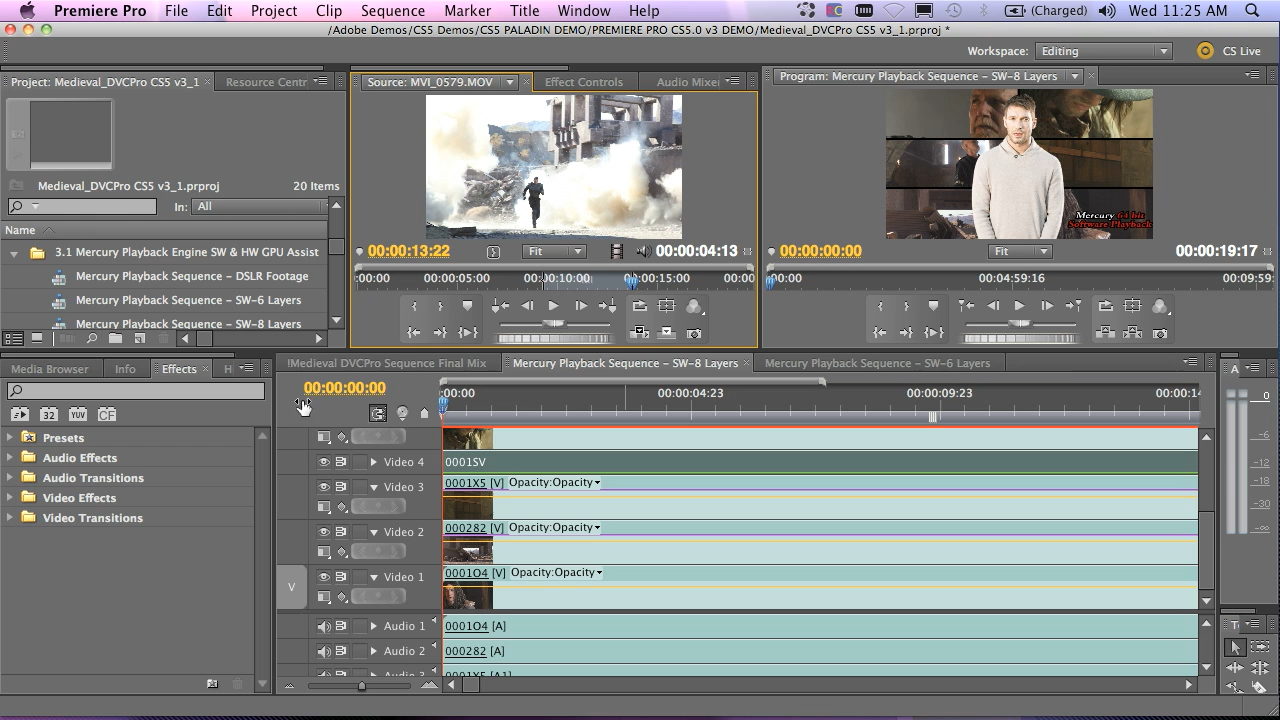 Premiere Pro File Edit Project Clip Sequence Marker Title Window Help (Charged) Wed 11:25 AM
/Adobe Demos/CS5 Demos/CS5 PALADIN DEMO/PREMIERE PRO CS5.0 v3 DEMO/Medieval_DVCPro CS5 v3_1.prproj *
Workspace: Editing CS Live
Project: Medieval_DVCPro CS5 v3_1 × Resource Centr
Source: MVI_0579.MOV Effect Controls Audio Mixer
Program: Mercury Playback Sequence - SW-8 Layers
Mercury 64 bit
Software Playback
Medieval_DVCPro CS5 v3_1.prproj 20 Items
In: All
Name
3.1 Mercury Playback Engine SW & HW GPU Assist
Mercury Playback Sequence - DSLR Footage
Mercury Playback Sequence - SW-6 Layers
Mercury Playback Sequence - SW-8 Layers
00:00:13:22 Fit 00:00:04:13
:00:00 00:00:05:00 00:00:10:00 00:00:15:00 00:00
00:00:00:00 Fit 00:00:19:17
00:00 00:04:59:16 00:09:59:
Media Browser Info Effects × H
32 YUV CF
Presets
Audio Effects
Audio Transitions
Video Effects
Video Transitions
!Medieval DVCPro Sequence Final Mix Mercury Playback Sequence - SW-8 Layers × Mercury Playback Sequence - SW-6 Layers
00:00:00:00
:00:00 00:00:04:23 00:00:09:23 00:00:14
Video 4 0001SV
Video 3 0001X5 [V] Opacity:Opacity
Video 2 000282 [V] Opacity:Opacity
V Video 1 0001O4 [V] Opacity:Opacity
Audio 1 0001O4 [A]
Audio 2 000282 [A]
Audio 3 0001X5 [A1]
A
0
-6
-12
-18
-30
-∞
T